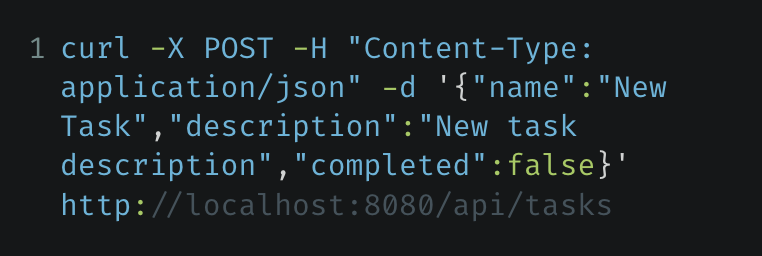 1 curl -X POST -H "Content-Type:
application/json" -d '{"name":"New
Task","description":"New task
description","completed":false}'
http://localhost:8080/api/tasks